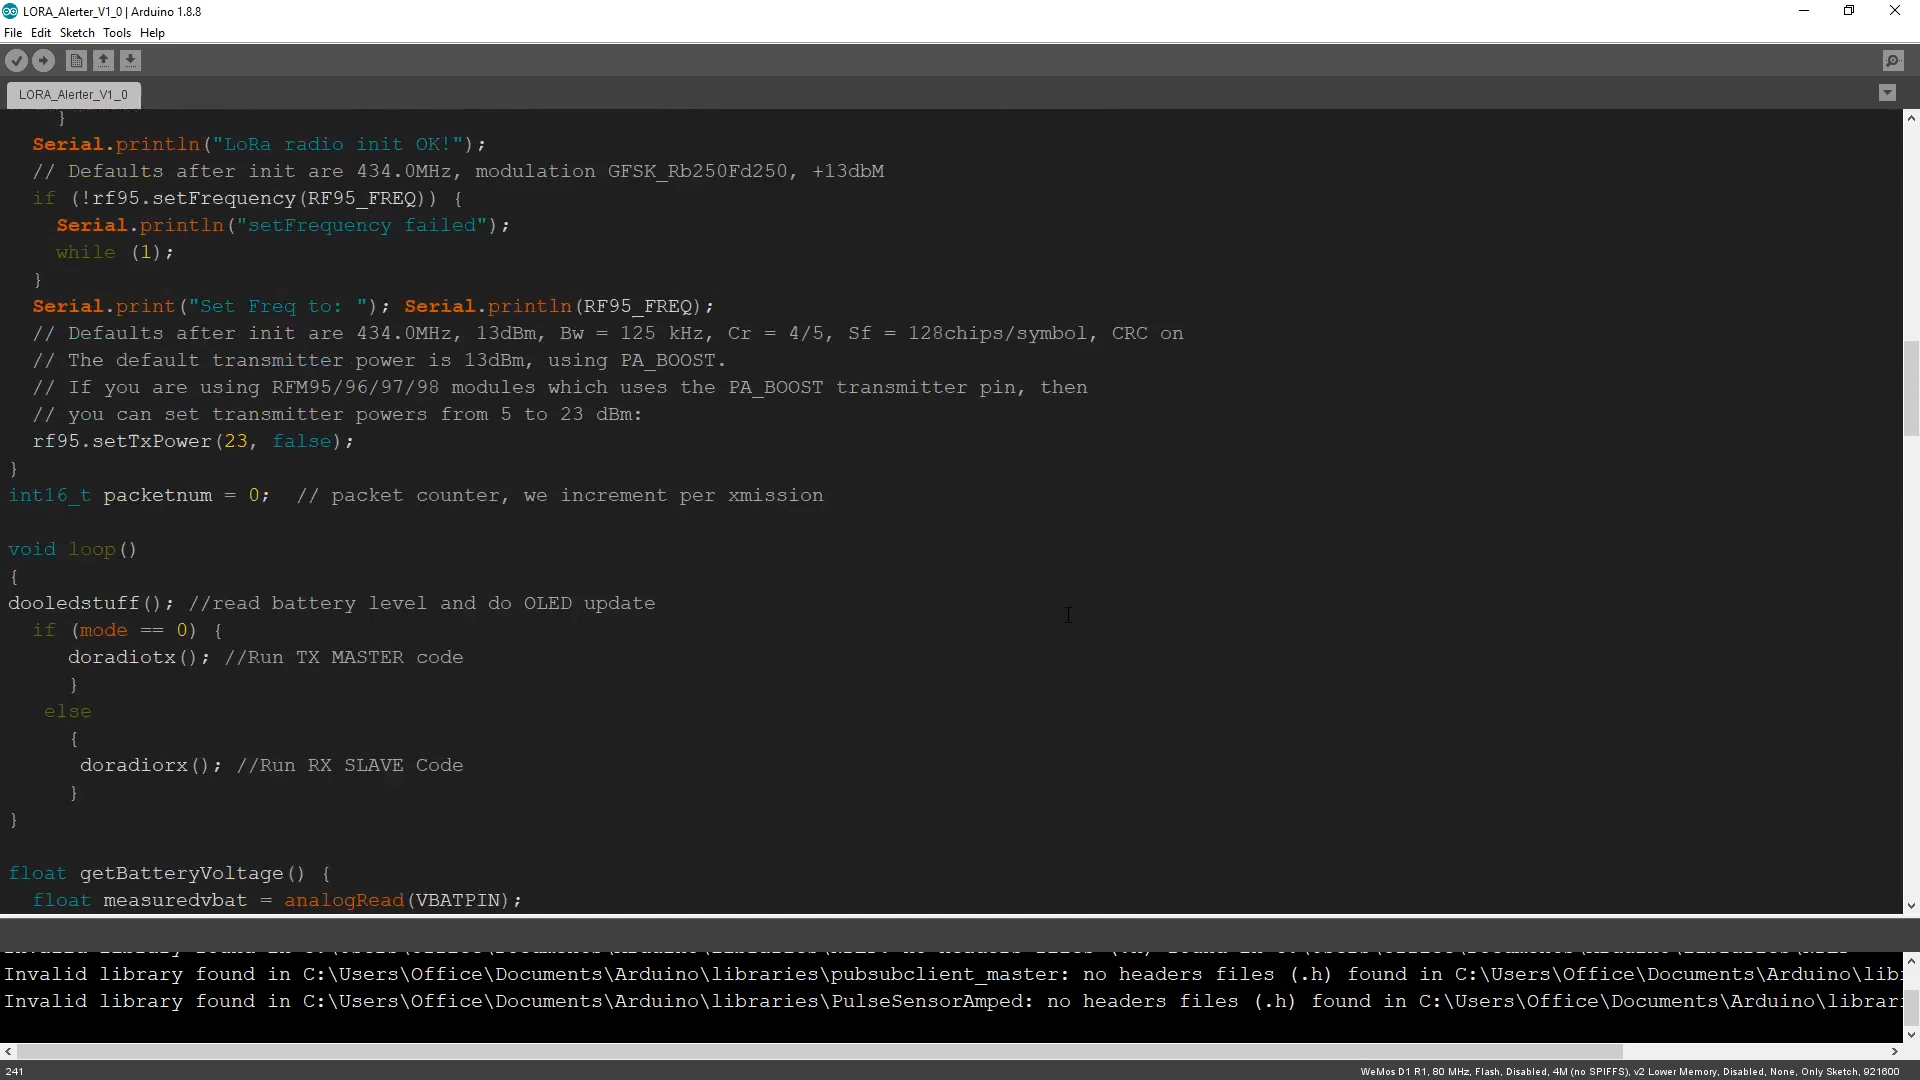 LORA_Alerter_V1_0 | Arduino 1.8.8
File Edit Sketch Tools Help
LORA_Alerter_V1_0
}
Serial.println("LoRa radio init OK!");
// Defaults after init are 434.0MHz, modulation GFSK_Rb250Fd250, +13dbM
if (!rf95.setFrequency(RF95_FREQ)) {
Serial.println("setFrequency failed");
while (1);
}
Serial.print("Set Freq to: "); Serial.println(RF95_FREQ);
// Defaults after init are 434.0MHz, 13dBm, Bw = 125 kHz, Cr = 4/5, Sf = 128chips/symbol, CRC on
// The default transmitter power is 13dBm, using PA_BOOST.
// If you are using RFM95/96/97/98 modules which uses the PA_BOOST transmitter pin, then
// you can set transmitter powers from 5 to 23 dBm:
rf95.setTxPower(23, false);
}
int16_t packetnum = 0;  // packet counter, we increment per xmission
void loop()
{
dooledstuff(); //read battery level and do OLED update
if (mode == 0) {
doradiotx(); //Run TX MASTER code
}
else
{
doradiorx(); //Run RX SLAVE Code
}
}
float getBatteryVoltage() {
float measuredvbat = analogRead(VBATPIN);
Invalid library found in C:\Users\Office\Documents\Arduino\libraries\pubsubclient_master: no headers files (.h) found in C:\Users\Office\Documents\Arduino\lib
Invalid library found in C:\Users\Office\Documents\Arduino\libraries\PulseSensorAmped: no headers files (.h) found in C:\Users\Office\Documents\Arduino\librar
241
WeMos D1 R1, 80 MHz, Flash, Disabled, 4M (no SPIFFS), v2 Lower Memory, Disabled, None, Only Sketch, 921600